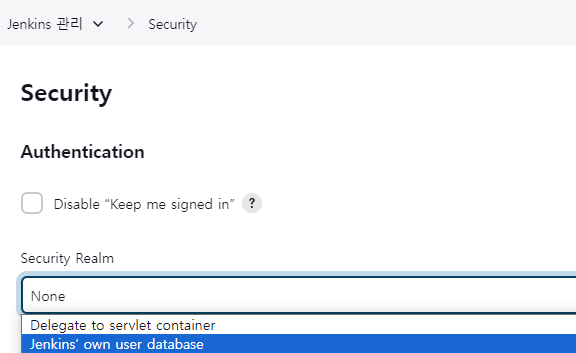 Jenkins 관리 Security
Security
Authentication
Disable “Keep me signed in” ?
Security Realm
None
Delegate to servlet container
Jenkins’ own user database